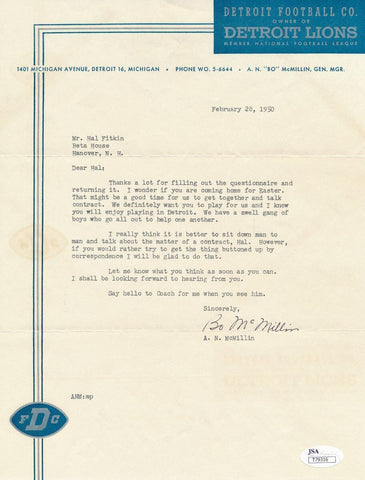 DETROIT FOOTBALL CO.
OWNER OF
DETROIT LIONS
MEMBER NATIONAL FOOTBALL LEAGUE
1401 MICHIGAN AVENUE, DETROIT 16, MICHIGAN • PHONE WO. 5-6644 • A. N. "BO" McMILLIN, GEN. MGR.
February 28, 1950
Mr. Hal Fitkin
Beta House
Hanover, N. H.
Dear Hal:
Thanks a lot for filling out the questionnaire and
returning it. I wonder if you are coming home for Easter.
That might be a good time for us to get together and talk
contract. We definitely want you to play for us and I know
you will enjoy playing in Detroit. We have a swell gang of
boys who go all out to help one another.
I really think it is better to sit down man to
man and talk about the matter of a contract, Hal. However,
if you would rather try to get the thing buttoned up by
correspondence I will be glad to do that.
Let me know what you think as soon as you can.
I shall be looking forward to hearing from you.
Say hello to Coach for me when you see him.
Sincerely,
Bo McMillin
A. N. McMillin
ANM:mp
FDC
JSA